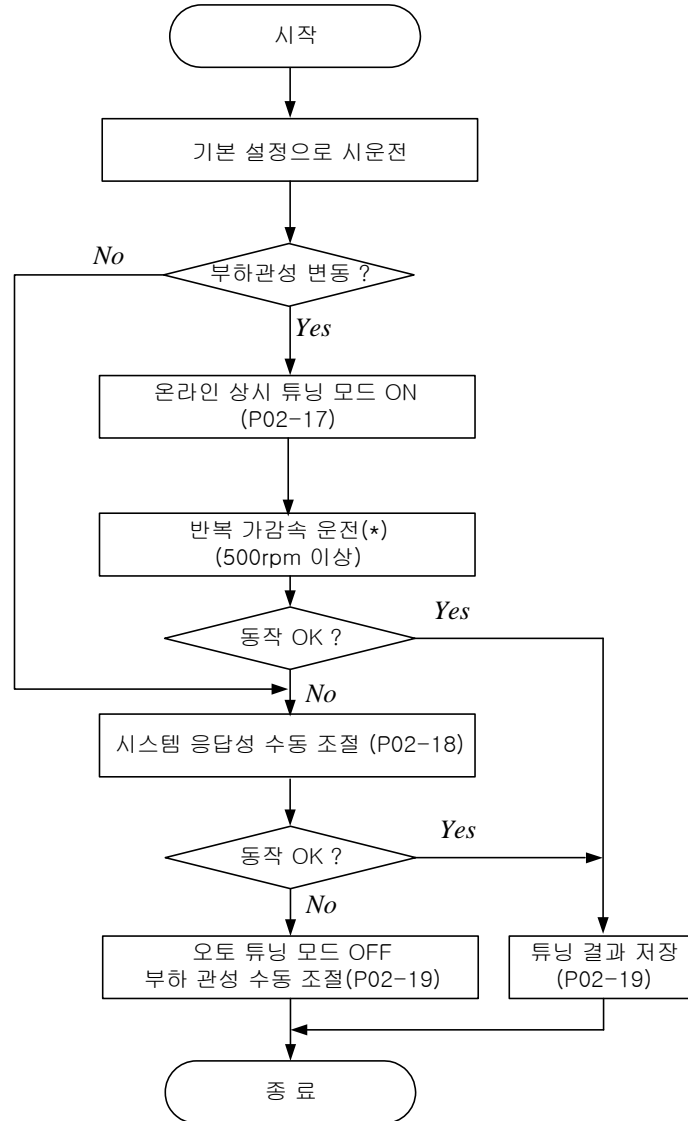 시작
기본 설정으로 시운전
No
부하관성 변동 ?
Yes
온라인 상시 튜닝 모드 ON
(P02-17)
반복 가감속 운전(*)
(500rpm 이상)
동작 OK ?
Yes
No
시스템 응답성 수동 조절 (P02-18)
동작 OK ?
Yes
No
오토 튜닝 모드 OFF
부하 관성 수동 조절(P02-19)
튜닝 결과 저장
(P02-19)
종 료